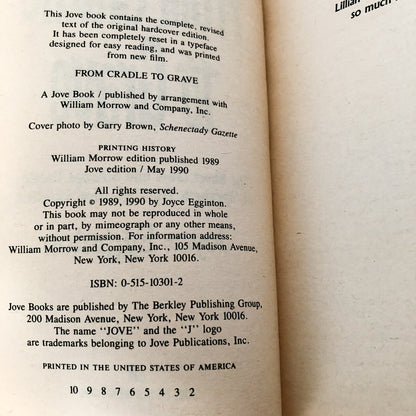 This Jove book contains the complete, revised
text of the original hardcover edition.
It has been completely reset in a typeface
designed for easy reading, and was printed
from new film.
FROM CRADLE TO GRAVE
A Jove Book / published by arrangement with
William Morrow and Company, Inc.
Cover photo by Garry Brown, Schenectady Gazette
PRINTING HISTORY
William Morrow edition published 1989
Jove edition / May 1990
All rights reserved.
Copyright © 1989, 1990 by Joyce Egginton.
This book may not be reproduced in whole
or in part, by mimeograph or any other means,
without permission. For information address:
William Morrow and Company, Inc., 105 Madison Avenue,
New York, New York 10016.
ISBN: 0-515-10301-2
Jove Books are published by The Berkley Publishing Group,
200 Madison Avenue, New York, New York 10016.
The name "JOVE" and the "J" logo
are trademarks belonging to Jove Publications, Inc.
PRINTED IN THE UNITED STATES OF AMERICA
10 9 8 7 6 5 4 3 2
Lillian
so much